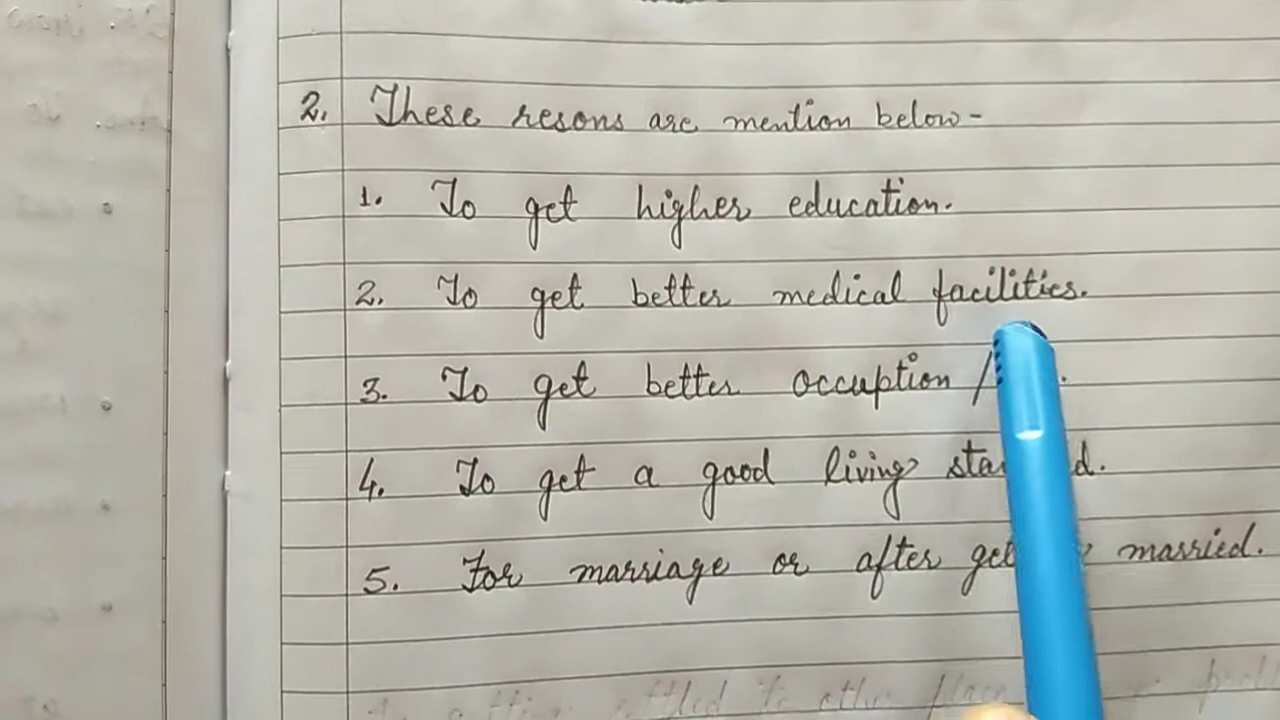 2. These resons are mention below-
1. To get higher education.
2. To get better medical facilities.
3. To get better occuption /
4. To get a good living
5. For marriage or after married.